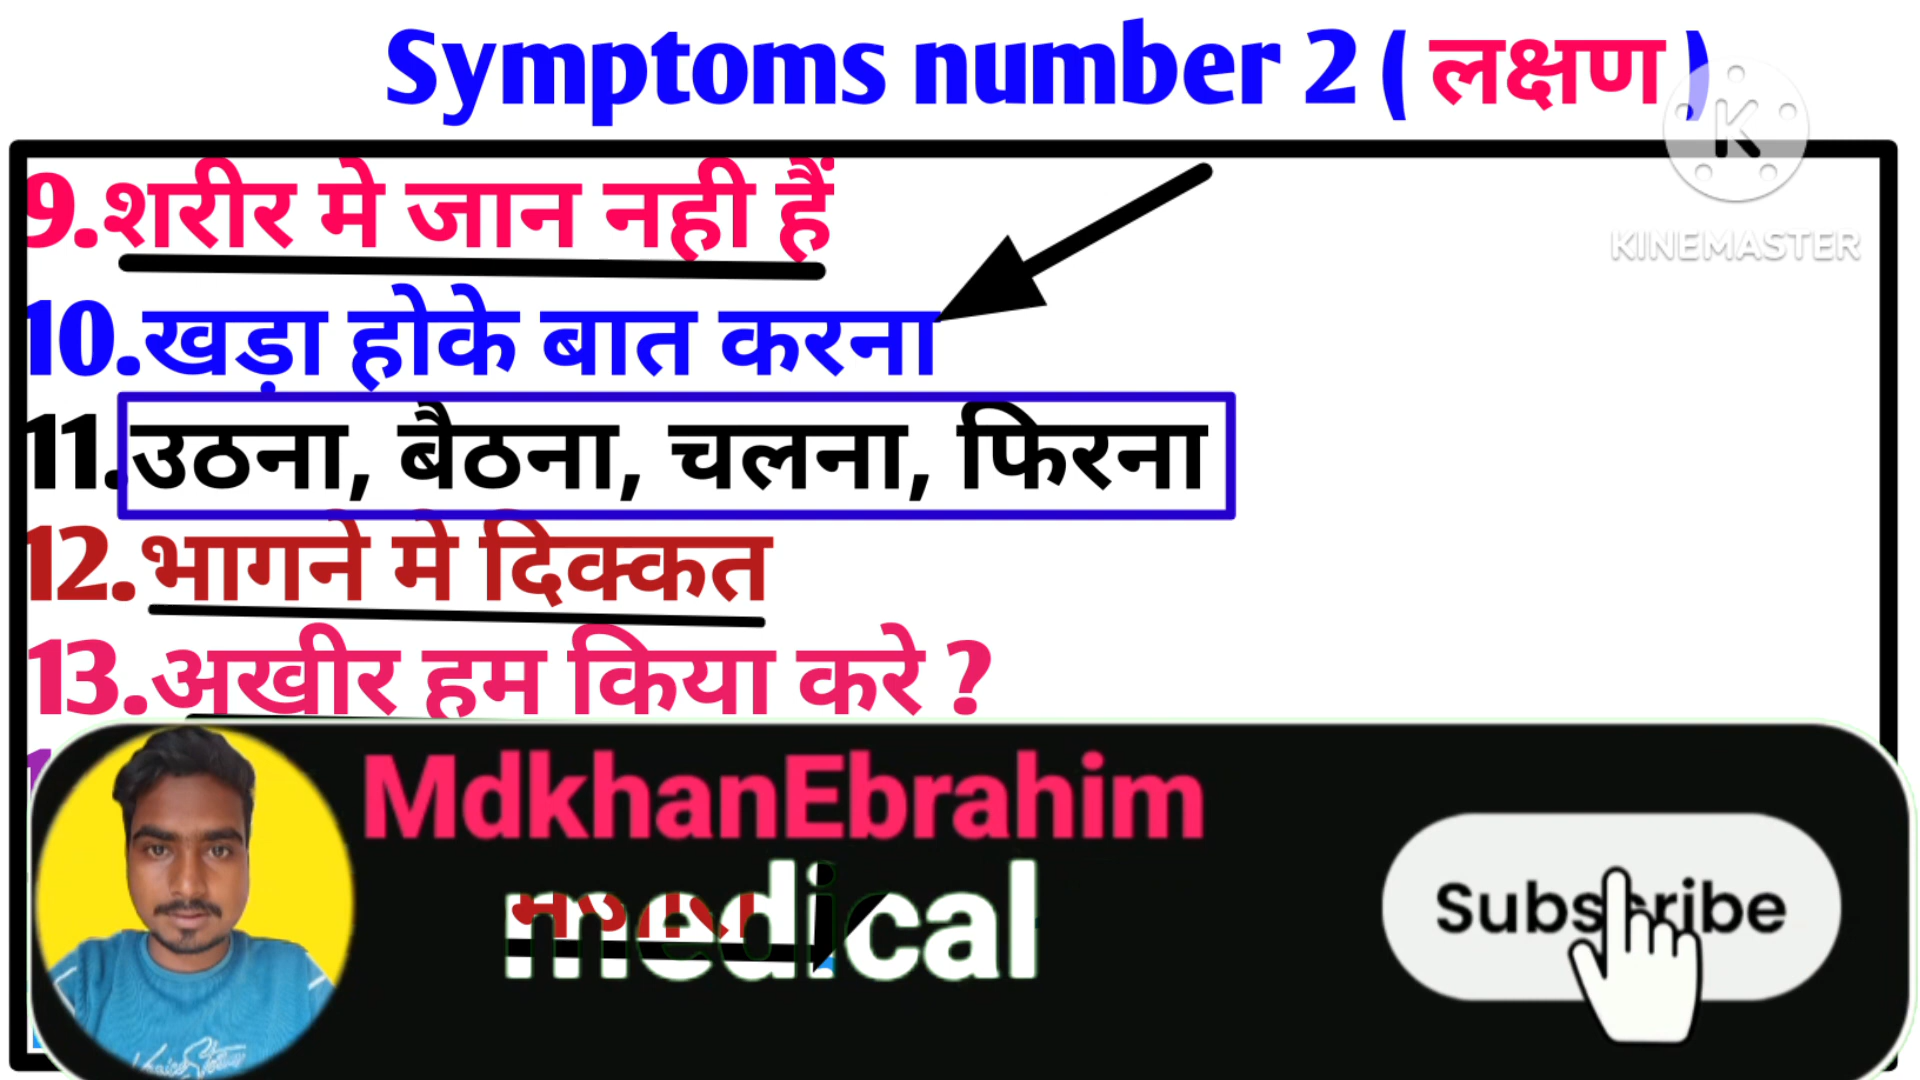 Symptoms number 2 ( लक्षण )
K
KINEMASTER
9.शरीर मे जान नही हैं
10.खड़ा होके बात करना
11.उठना, बैठना, चलना, फिरना
12.भागने मे दिक्कत
13.अखीर हम किया करे ?
MdkhanEbrahim
medical
Subscribe